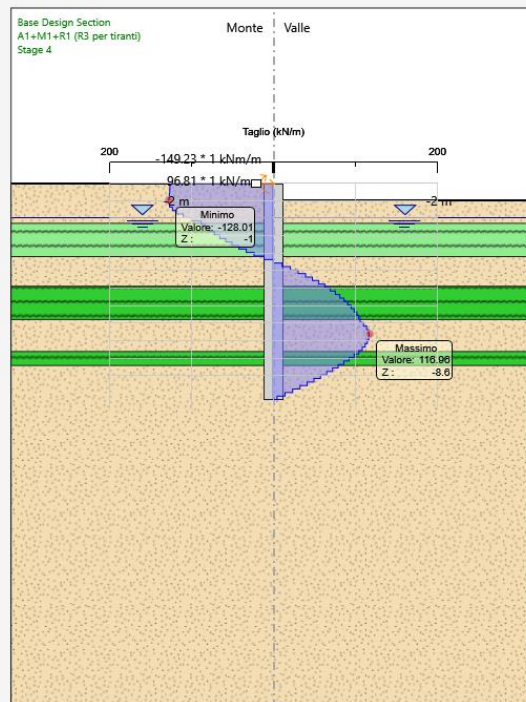 Base Design Section
A1+M1+R1 (R3 per tiranti)
Stage 4
Monte
Valle
Taglio (kN/m)
200
200
-149.23 * 1 kNm/m
96.81 * 1 kN/m
-2 m
-2 m
Minimo
Valore: -128.01
Z : -1
Massimo
Valore: 116.96
Z : -8.6